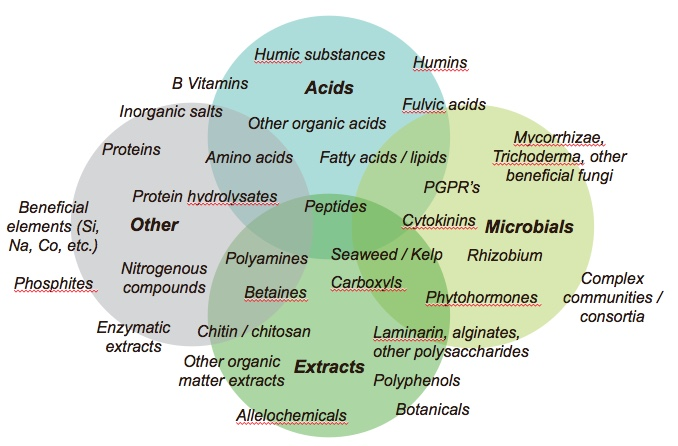 Humic substances
Humins
B Vitamins
Acids
Inorganic salts
Fulvic acids
Other organic acids
Mycorrhizae,
Trichoderma, other
beneficial fungi
Proteins
Amino acids
Fatty acids / lipids
PGPR's
Protein hydrolysates
Peptides
Beneficial
elements (Si,
Na, Co, etc.)
Other
Cytokinins
Microbials
Polyamines
Seaweed / Kelp
Rhizobium
Phosphites
Nitrogenous
compounds
Betaines
Carboxyls
Phytohormones
Complex
communities /
consortia
Enzymatic
extracts
Chitin / chitosan
Laminarin, alginates,
other polysaccharides
Other organic
matter extracts
Extracts
Polyphenols
Allelochemicals
Botanicals